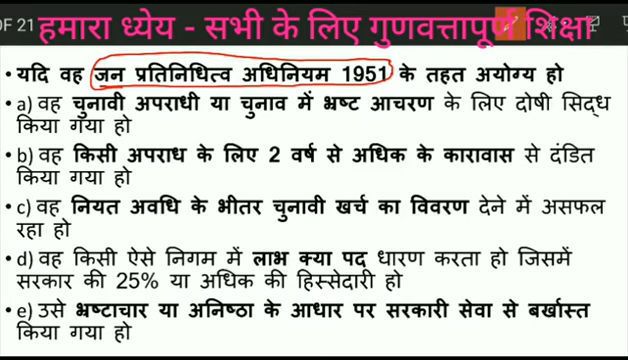 OF 21
हमारा ध्येय - सभी के लिए गुणवत्तापूर्ण शिक्षा
• यदि वह जन प्रतिनिधित्व अधिनियम 1951 के तहत अयोग्य हो
• a) वह चुनावी अपराधी या चुनाव में भ्रष्ट आचरण के लिए दोषी सिद्ध
किया गया हो
• b) वह किसी अपराध के लिए 2 वर्ष से अधिक के कारावास से दंडित
किया गया हो
• c) वह नियत अवधि के भीतर चुनावी खर्च का विवरण देने में असफल
रहा हो
• d) वह किसी ऐसे निगम में लाभ क्या पद धारण करता हो जिसमें
सरकार की 25% या अधिक की हिस्सेदारी हो
• e) उसे भ्रष्टाचार या अनिष्ठा के आधार पर सरकारी सेवा से बर्खास्त
किया गया हो